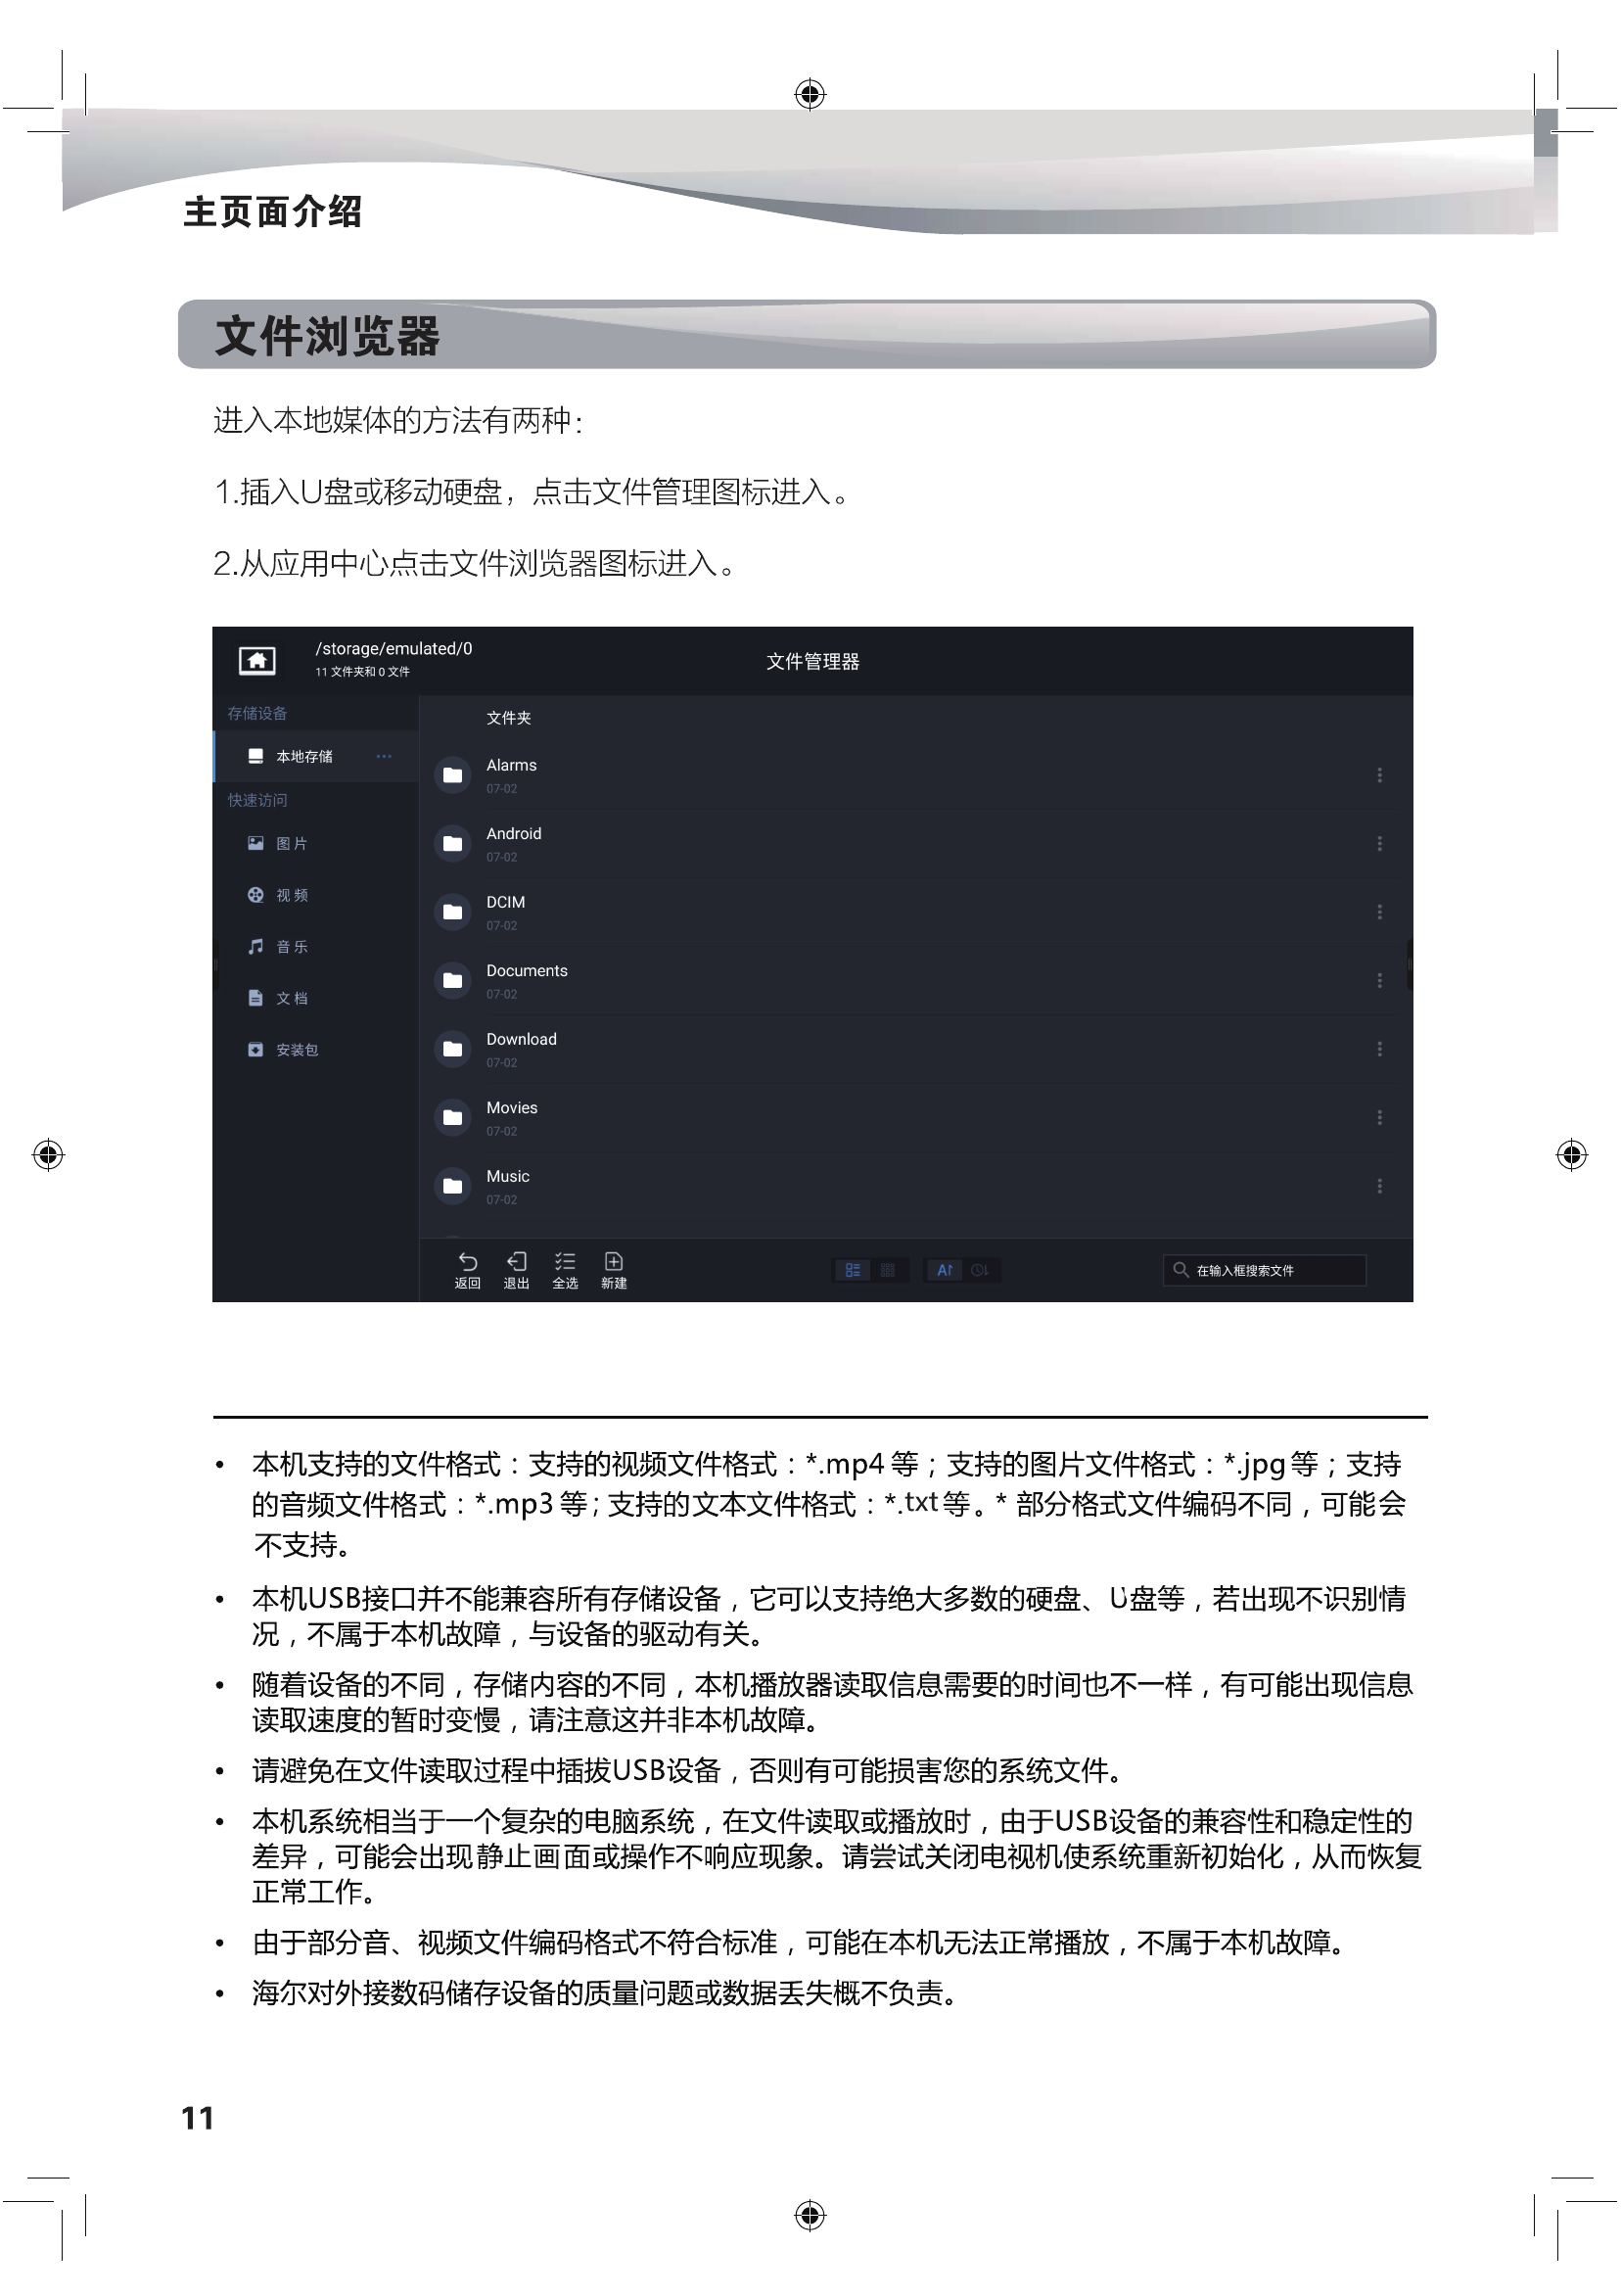 主页面介绍
文件浏览器
进入本地媒体的方法有两种：
1.插入U盘或移动硬盘，点击文件管理图标进入。
2.从应用中心点击文件浏览器图标进入。
/storage/emulated/0
11 文件夹和 0 文件
文件管理器
存储设备
本地存储
快速访问
图片
视频
音乐
文档
安装包
文件夹
Alarms
07-02
Android
07-02
DCIM
07-02
Documents
07-02
Download
07-02
Movies
07-02
Music
07-02
返回
退出
全选
新建
A
在输入框搜索文件
• 本机支持的文件格式：支持的视频文件格式：*.mp4 等；支持的图片文件格式：*.jpg等；支持
的音频文件格式：*.mp3 等；支持的文本文件格式：*.txt等。* 部分格式文件编码不同，可能会
不支持。
• 本机USB接口并不能兼容所有存储设备，它可以支持绝大多数的硬盘、U盘等，若出现不识别情
况，不属于本机故障，与设备的驱动有关。
• 随着设备的不同，存储内容的不同，本机播放器读取信息需要的时间也不一样，有可能出现信息
读取速度的暂时变慢，请注意这并非本机故障。
• 请避免在文件读取过程中插拔USB设备，否则有可能损害您的系统文件。
• 本机系统相当于一个复杂的电脑系统，在文件读取或播放时，由于USB设备的兼容性和稳定性的
差异，可能会出现静止画面或操作不响应现象。请尝试关闭电视机使系统重新初始化，从而恢复
正常工作。
• 由于部分音、视频文件编码格式不符合标准，可能在本机无法正常播放，不属于本机故障。
• 海尔对外接数码储存设备的质量问题或数据丢失概不负责。
11